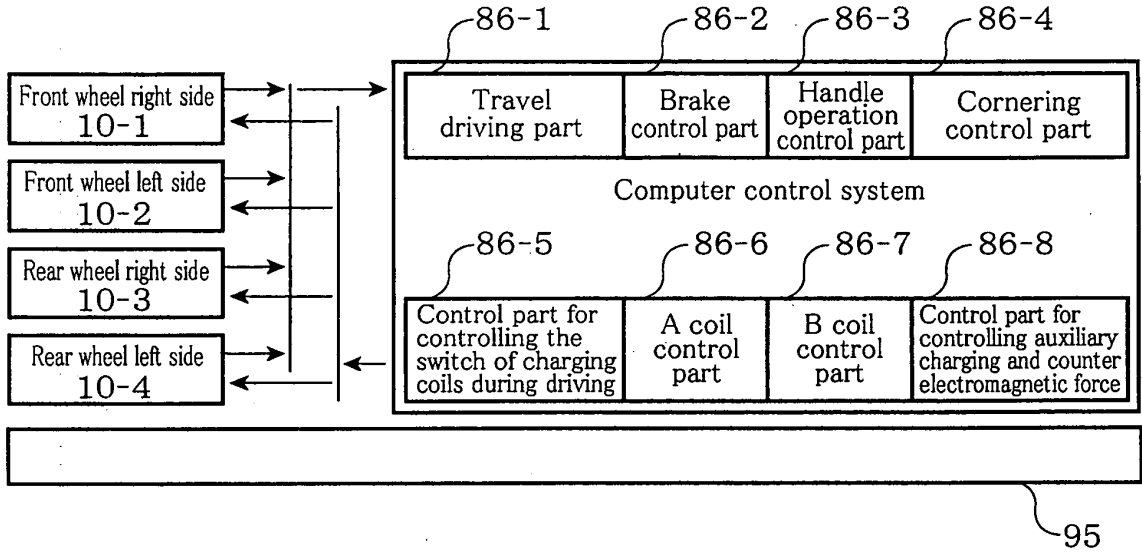 86-1
86-2
86-3
86-4
Front wheel right side
10-1
Front wheel left side
10-2
Rear wheel right side
10-3
Rear wheel left side
10-4
Travel
driving part
Brake
control part
Handle
operation
control part
Cornering
control part
Computer control system
86-5
86-6
86-7
86-8
Control part for
controlling the
switch of charging
coils during driving
A coil
control
part
B coil
control
part
Control part for
controlling auxiliary
charging and counter
electromagnetic force
95